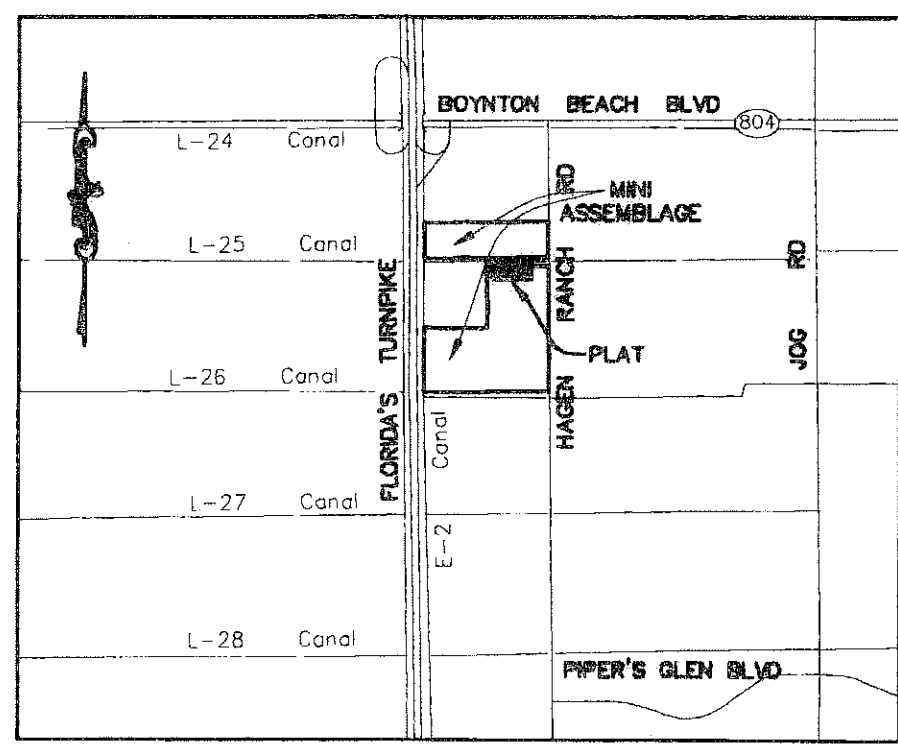 BOYNTON BEACH BLVD
804
L-24 Canal
RD
MINI
ASSEMBLAGE
L-25 Canal
RANCH
RD
FLORIDA'S TURNPIKE
PLAT
JOG
L-26 Canal
HAGEN
Canal
L-27 Canal
E-2
L-28 Canal
PIPER'S GLEN BLVD